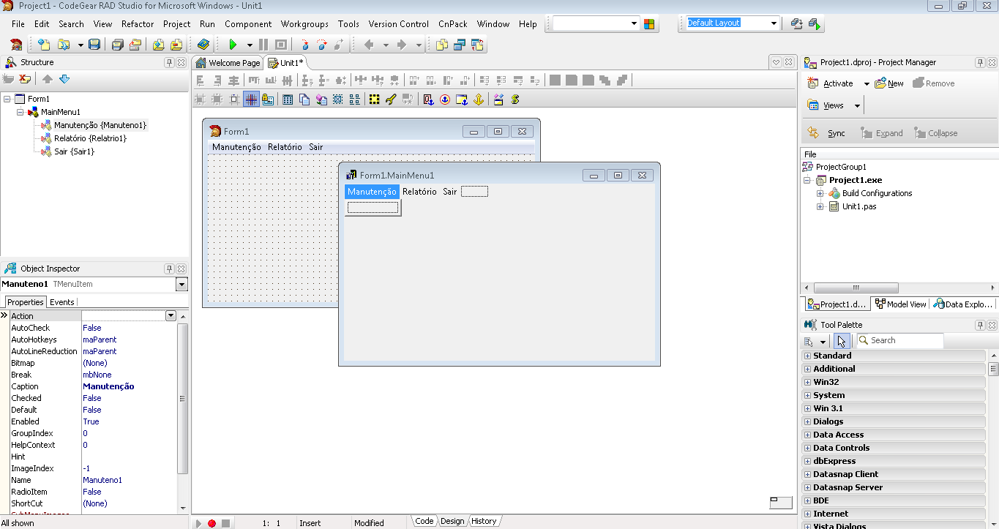 Project1 - CodeGear RAD Studio for Microsoft Windows - Unit1
File Edit Search View Refactor Project Run Component Workgroups Tools Version Control CnPack Window Help
Default Layout
Structure
Form1
MainMenu1
Manutenção {Manuteno1}
Relatório {Relatrio1}
Sair {Sair1}
Object Inspector
Manuteno1 TMenuItem
Properties Events
Action
AutoCheck False
AutoHotkeys maParent
AutoLineReduction maParent
Bitmap (None)
Break mbNone
Caption Manutenção
Checked False
Default False
Enabled True
GroupIndex 0
HelpContext 0
Hint
ImageIndex -1
Name Manuteno1
RadioItem False
ShortCut (None)
SubMenuImages
All shown
Welcome Page Unit1*
Form1
Manutenção Relatório Sair
Form1.MainMenu1
Manutenção Relatório Sair
1: 1 Insert Modified Code Design History
Project1.dproj - Project Manager
Activate New Remove
Views
Sync Expand Collapse
File
ProjectGroup1
Project1.exe
Build Configurations
Unit1.pas
Project1.d... Model View Data Explo...
Tool Palette
Search
Standard
Additional
Win32
System
Win 3.1
Dialogs
Data Access
Data Controls
dbExpress
Datasnap Client
Datasnap Server
BDE
Internet
Vista Dialogs